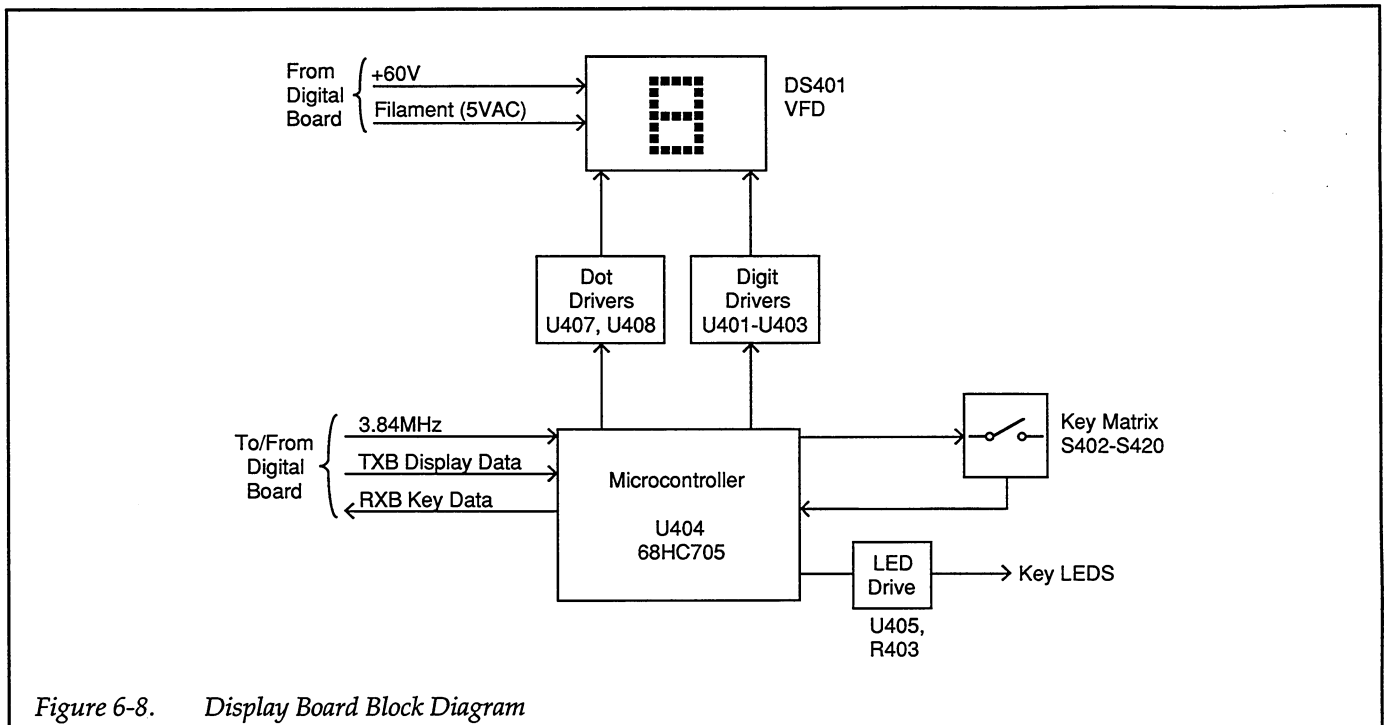 From
Digital
Board
+60V
Filament (5VAC)
DS401
VFD
Dot
Drivers
U407, U408
Digit
Drivers
U401-U403
To/From
Digital
Board
3.84MHz
TXB Display Data
RXB Key Data
Microcontroller
U404
68HC705
Key Matrix
S402-S420
LED
Drive
Key LEDS
U405,
R403
Figure 6-8. Display Board Block Diagram